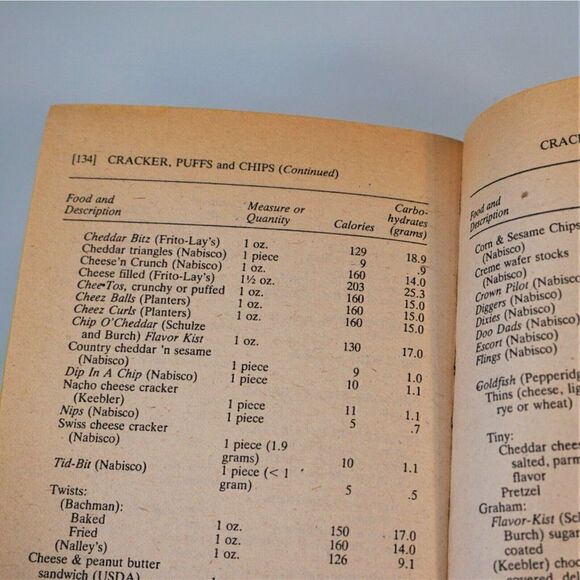 [134] CRACKER, PUFFS and CHIPS (Continued)
Food and Description
Measure or Quantity
Calories
Carbo-
hydrates
(grams)
Cheddar Bitz (Frito-Lay's) 1 oz. 129 18.9
Cheddar triangles (Nabisco) 1 piece 9 .9
Cheese'n Crunch (Nabisco) 1 oz. 160 14.0
Cheese filled (Frito-Lay's) 1½ oz. 203 25.3
Chee•Tos, crunchy or puffed 1 oz. 160 15.0
Cheez Balls (Planters) 1 oz. 160 15.0
Cheez Curls (Planters) 1 oz. 160 15.0
Chip O'Cheddar (Schulze
and Burch) Flavor Kist 1 oz. 130 17.0
Country cheddar 'n sesame
(Nabisco) 1 piece 9 1.0
Dip In A Chip (Nabisco) 1 piece 10 1.1
Nacho cheese cracker
(Keebler) 1 piece 11 1.1
Nips (Nabisco) 1 piece 5 .7
Swiss cheese cracker
(Nabisco) 1 piece (1.9
grams) 10 1.1
Tid-Bit (Nabisco) 1 piece (< 1
gram) 5 .5
Twists:
(Bachman):
Baked 1 oz. 150 17.0
Fried 1 oz. 160 14.0
(Nalley's) 1 oz. 126 9.1
Cheese & peanut butter
sandwich (USDA)
CRAC
Food and
Description
Corn & Sesame Chips
(Nabisco)
Creme wafer stocks
(Nabisco)
Crown Pilot (Nabisco)
Diggers (Nabisco)
Dixies (Nabisco)
Doo Dads (Nabisco)
Escort (Nabisco)
Flings (Nabisco)
Goldfish (Pepperidg
Thins (cheese, lig
rye or wheat)
Tiny:
Cheddar chee
salted, parm
flavor
Pretzel
Graham:
Flavor-Kist (Sc
Burch) sugar
coated
(Keebler) choc